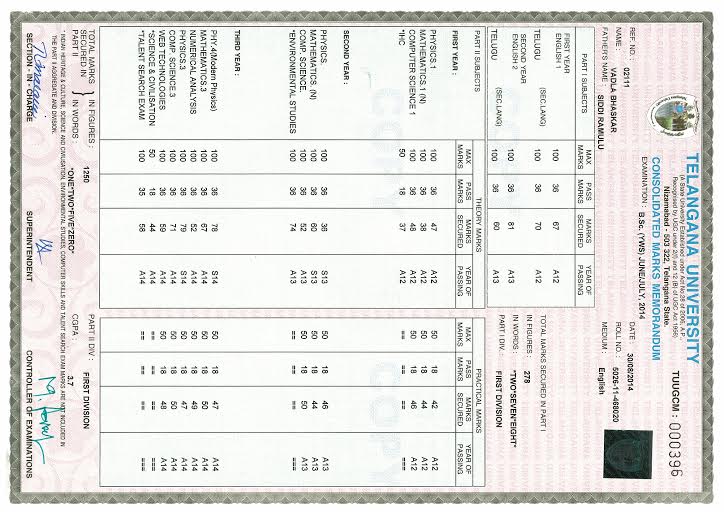 TELANGANA UNIVERSITY
(A State University Established under Act No.28 of 2006, A.P.
Recognised by UGC under 2(f) and 12 (B) of UGC Act 1956)
Nizamabad - 503 322, Telangana State.
CONSOLIDATED MARKS MEMORANDUM
TUUGCM : 000396
EXAMINATION : B.Sc. (YWS) JUNE/JULY, 2014
DATE : 30/08/2014
REF. NO. : 02111
ROLL NO. : 5026-11-468020
NAME : VADLA BHASKAR
MEDIUM : English
FATHER'S NAME : SIDDI RAMULU
PART I SUBJECTS MAX MARKS PASS MARKS MARKS SECURED YEAR OF PASSING
FIRST YEAR
ENGLISH 1 100 36 67 A12
TELUGU (SEC.LANG) 100 36 70 A12
SECOND YEAR
ENGLISH 2 100 36 81 A13
TELUGU (SEC.LANG) 100 36 60 A13
TOTAL MARKS SECURED IN PART I
IN FIGURES : 278
IN WORDS : *TWO*SEVEN*EIGHT*
PART I DIV. : FIRST DIVISION
THEORY MARKS PRACTICAL MARKS
PART II SUBJECTS MAX MARKS PASS MARKS MARKS SECURED YEAR OF PASSING MAX MARKS PASS MARKS MARKS SECURED YEAR OF PASSING
FIRST YEAR :
PHYSICS.1 100 36 47 A12 50 18 42 A12
MATHEMATICS.1 (N) 100 36 38 A12 50 18 44 A12
COMPUTER SCIENCE 1 100 36 48 A12 50 18 46 A12
*IHC 50 18 37 A12 == == == ===
SECOND YEAR :
PHYSICS 100 36 36 S13 50 18 46 A13
MATHEMATICS. (N) 100 36 60 S13 50 18 44 A13
COMP SCIENCE. 100 36 52 A13 50 18 50 A13
*ENVIRONMENTAL STUDIES 100 36 74 A13 == == == ===
THIRD YEAR :
PHY.4(Modern Physics) 100 36 78 S14 50 18 47 A14
MATHEMATICS.3 100 36 67 A14 50 18 50 A14
NUMERICAL ANALYSIS 100 36 52 A14 50 18 49 A14
PHYSICS.3 100 36 79 S14 50 18 47 A14
COMP. SCIENCE.3 100 36 71 A14 50 18 50 A14
WEB TECHNOLOGIES 100 36 59 A14 50 18 48 A14
*SCIENCE & CIVILISATION 50 18 44 A14 == == == ===
*TALENT SEARCH EXAM 100 35 58 A14 == == == ===
TOTAL MARKS SECURED IN PART II } IN FIGURES : 1250 PART II DIV. : FIRST DIVISION
IN WORDS : *ONE*TWO*FIVE*ZERO* CGPA : 3.7
* INDIAN HERITAGE & CULTURE, SCIENCE AND CIVILISATION, ENVIRONMENTAL STUDIES, COMPUTER SKILLS AND TALENT SEARCH EXAM MARKS ARE NOT INCLUDED IN
THE PART II AGGREGATE AND DIVISION.
SECTION - IN - CHARGE SUPERINTENDENT CONTROLLER OF EXAMINATIONS